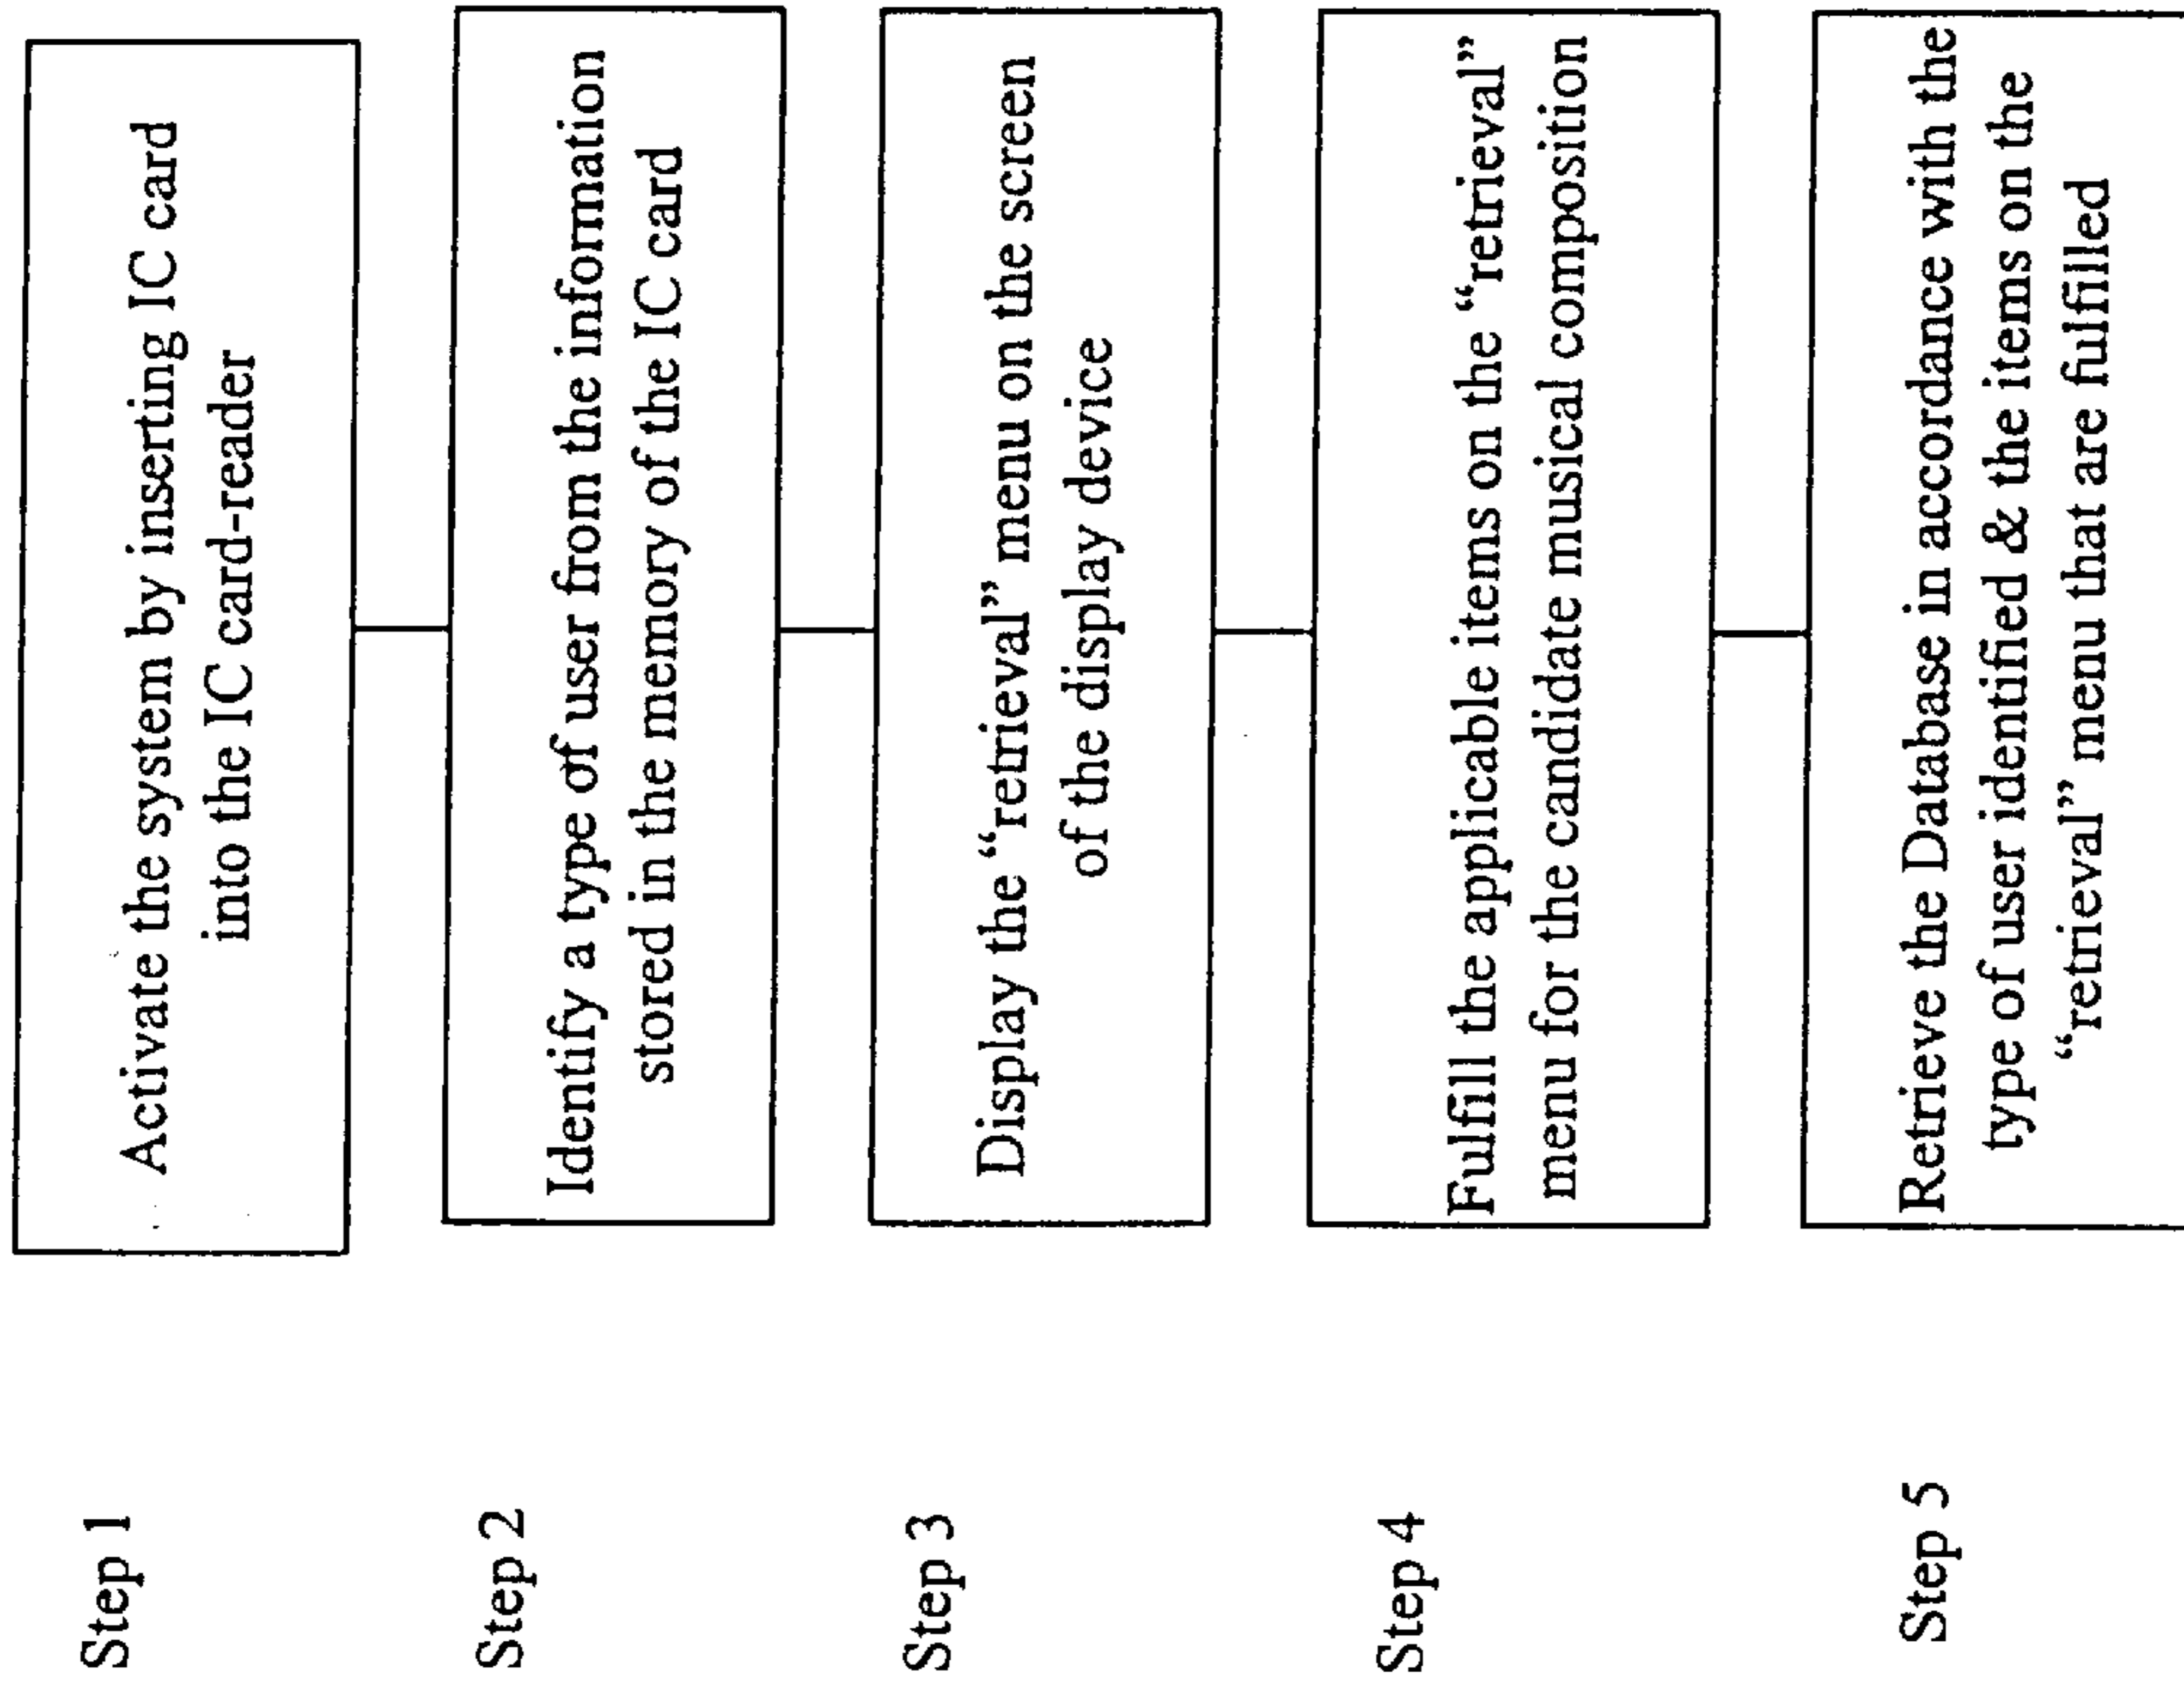 Step 1
Activate the system by inserting IC card
into the IC card-reader
Step 2
Identify a type of user from the information
stored in the memory of the IC card
Step 3
Display the “retrieval” menu on the screen
of the display device
Step 4
Fulfill the applicable items on the “retrieval”
menu for the candidate musical composition
Step 5
Retrieve the Database in accordance with the
type of user identified & the items on the
“retrieval” menu that are fulfilled